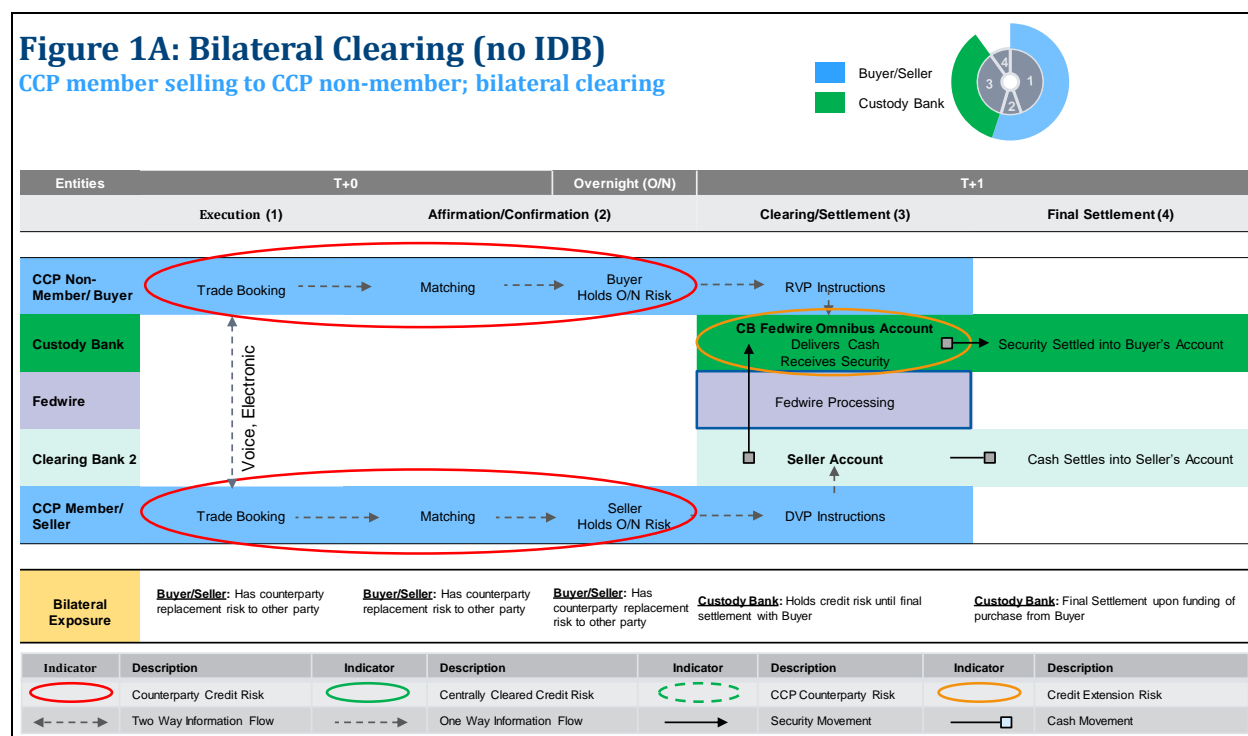 Figure 1A: Bilateral Clearing (no IDB)
CCP member selling to CCP non-member; bilateral clearing
Buyer/Seller
Custody Bank
4
3
1
2
Entities
T+0
Overnight (O/N)
T+1
Execution (1)
Affirmation/Confirmation (2)
Clearing/Settlement (3)
Final Settlement (4)
CCP Non-
Member/ Buyer
Trade Booking
Matching
Buyer
Holds O/N Risk
RVP Instructions
Custody Bank
CB Fedwire Omnibus Account
Delivers Cash
Receives Security
Security Settled into Buyer's Account
Voice, Electronic
Fedwire
Fedwire Processing
Clearing Bank 2
Seller Account
Cash Settles into Seller's Account
CCP Member/
Seller
Trade Booking
Matching
Seller
Holds O/N Risk
DVP Instructions
Bilateral
Exposure
Buyer/Seller: Has counterparty
replacement risk to other party
Buyer/Seller: Has counterparty
replacement risk to other party
Buyer/Seller: Has
counterparty replacement
risk to other party
Custody Bank: Holds credit risk until final
settlement with Buyer
Custody Bank: Final Settlement upon funding of
purchase from Buyer
Indicator
Description
Indicator
Description
Indicator
Description
Indicator
Description
Counterparty Credit Risk
Centrally Cleared Credit Risk
CCP Counterparty Risk
Credit Extension Risk
Two Way Information Flow
One Way Information Flow
Security Movement
Cash Movement